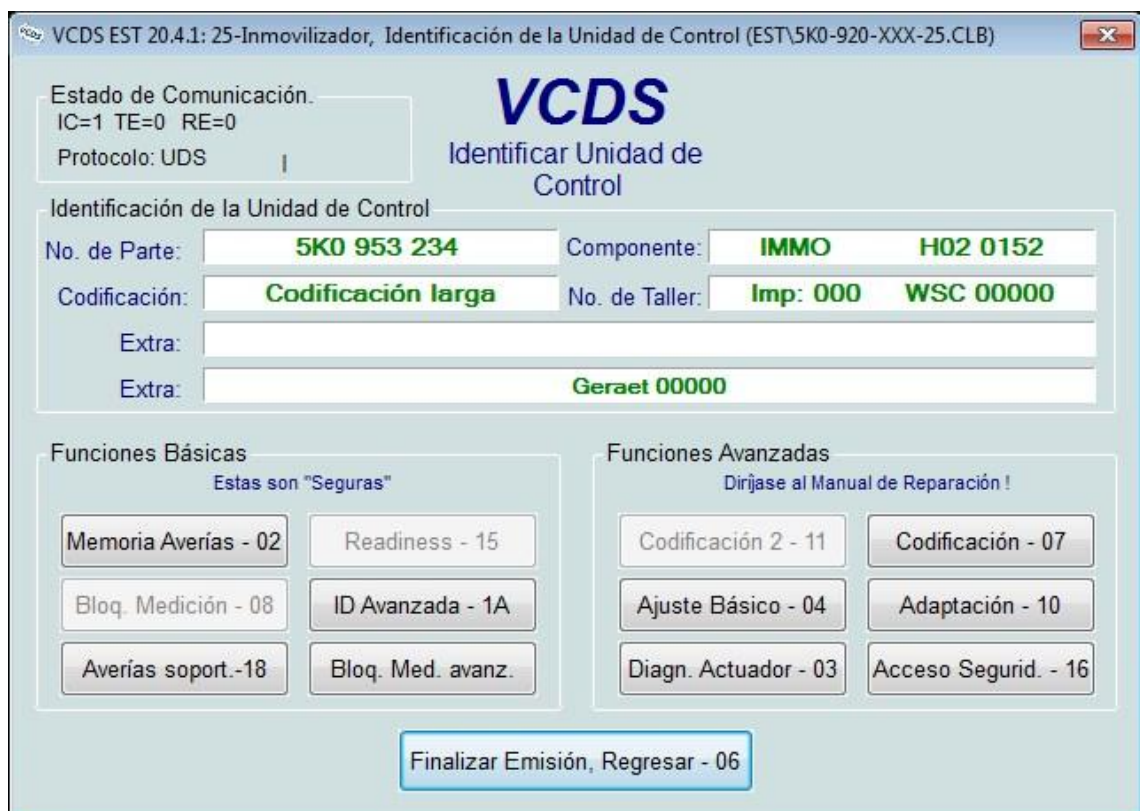 VCDS EST 20.4.1: 25-Inmovilizador, Identificación de la Unidad de Control (EST\5K0-920-XXX-25.CLB)
Estado de Comunicación.
IC=1 TE=0 RE=0
Protocolo: UDS |
VCDS
Identificar Unidad de
Control
Identificación de la Unidad de Control
No. de Parte: 5K0 953 234 Componente: IMMO H02 0152
Codificación: Codificación larga No. de Taller: Imp: 000 WSC 00000
Extra:
Extra: Geraet 00000
Funciones Básicas
Estas son "Seguras"
Memoria Averías - 02 Readiness - 15
Bloq. Medición - 08 ID Avanzada - 1A
Averías soport.-18 Bloq. Med. avanz.
Funciones Avanzadas
Diríjase al Manual de Reparación !
Codificación 2 - 11 Codificación - 07
Ajuste Básico - 04 Adaptación - 10
Diagn. Actuador - 03 Acceso Segurid. - 16
Finalizar Emisión, Regresar - 06